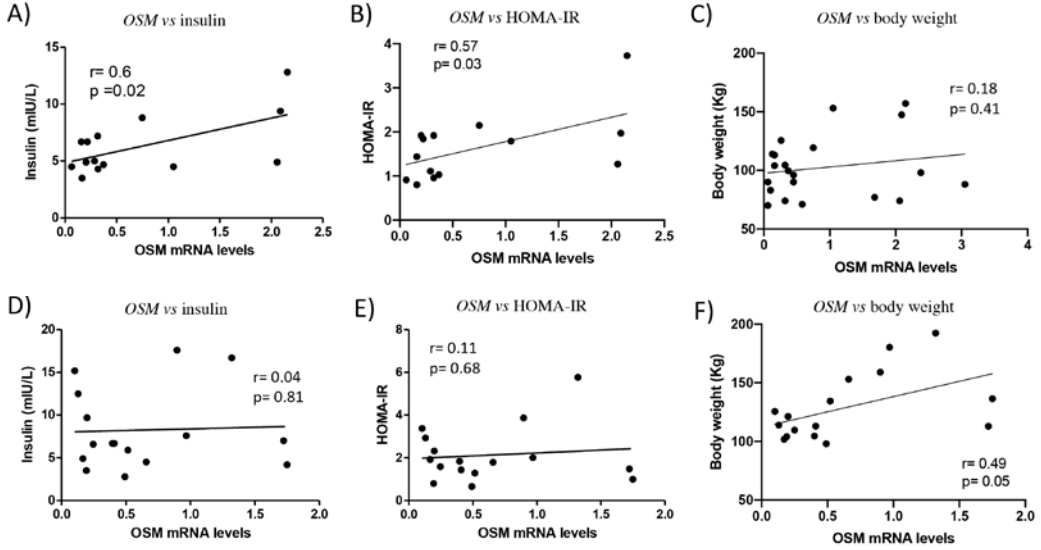 A)
OSM vs insulin
r= 0.6
p =0.02
Insulin (mIU/L)
15
10
5
0
0.0 0.5 1.0 1.5 2.0 2.5
OSM mRNA levels
B)
OSM vs HOMA-IR
r= 0.57
p= 0.03
HOMA-IR
4
3
2
1
0
0.0 0.5 1.0 1.5 2.0 2.5
OSM mRNA levels
C)
OSM vs body weight
r= 0.18
p= 0.41
Body weight (Kg)
200
150
100
50
0 1 2 3 4
OSM mRNA levels
D)
OSM vs insulin
r= 0.04
p= 0.81
Insulin (mIU/L)
20
15
10
5
0
0.0 0.5 1.0 1.5 2.0
OSM mRNA levels
E)
OSM vs HOMA-IR
r= 0.11
p= 0.68
HOMA-IR
8
6
4
2
0
0.0 0.5 1.0 1.5 2.0
OSM mRNA levels
F)
OSM vs body weight
r= 0.49
p= 0.05
Body weight (Kg)
200
150
100
50
0.0 0.5 1.0 1.5 2.0
OSM mRNA levels